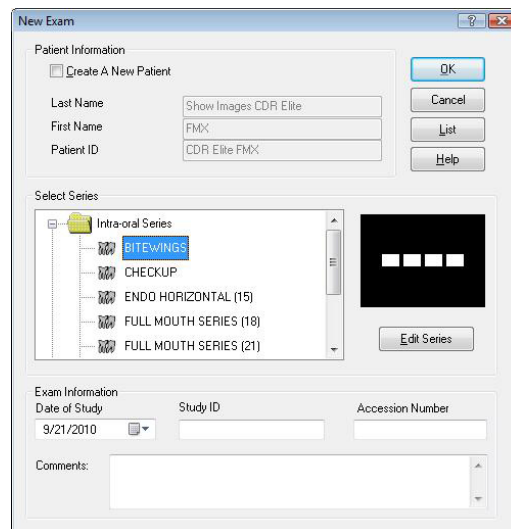 New Exam
Patient Information
Create A New Patient
OK
Last Name Show Images CDR Elite
Cancel
First Name FMX
List
Patient ID CDR Elite FMX
Help
Select Series
Intra-oral Series
BITEWINGS
CHECKUP
ENDO HORIZONTAL (15)
FULL MOUTH SERIES (18)
FULL MOUTH SERIES (21)
Edit Series
Exam Information
Date of Study Study ID Accession Number
9/21/2010
Comments: